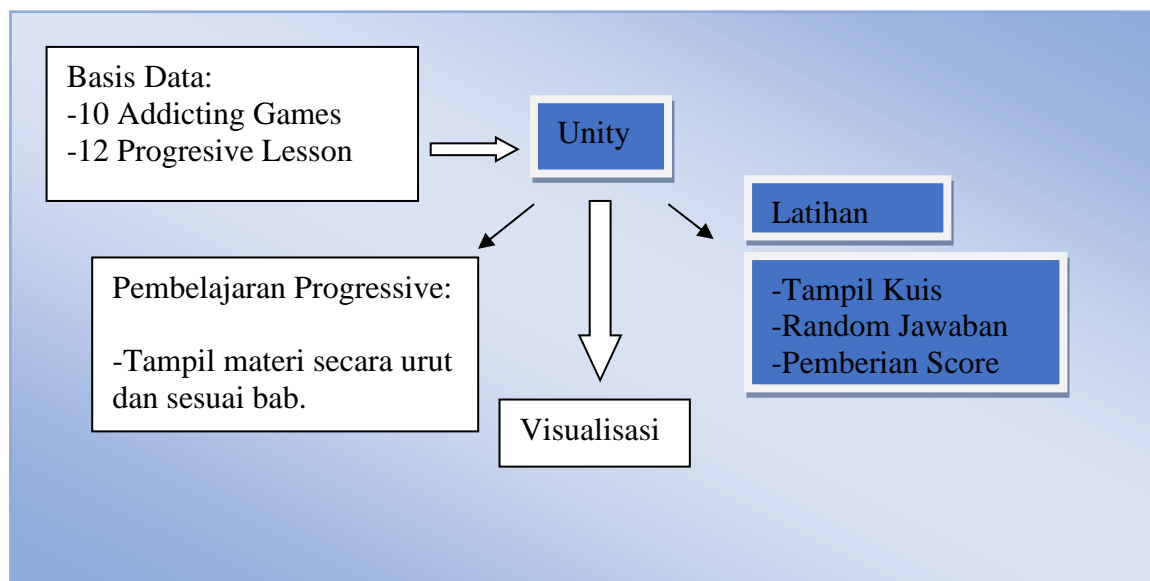 Basis Data:
-10 Addicting Games
-12 Progresive Lesson
Unity
Latihan
-Tampil Kuis
-Random Jawaban
-Pemberian Score
Pembelajaran Progressive:
-Tampil materi secara urut
dan sesuai bab.
Visualisasi